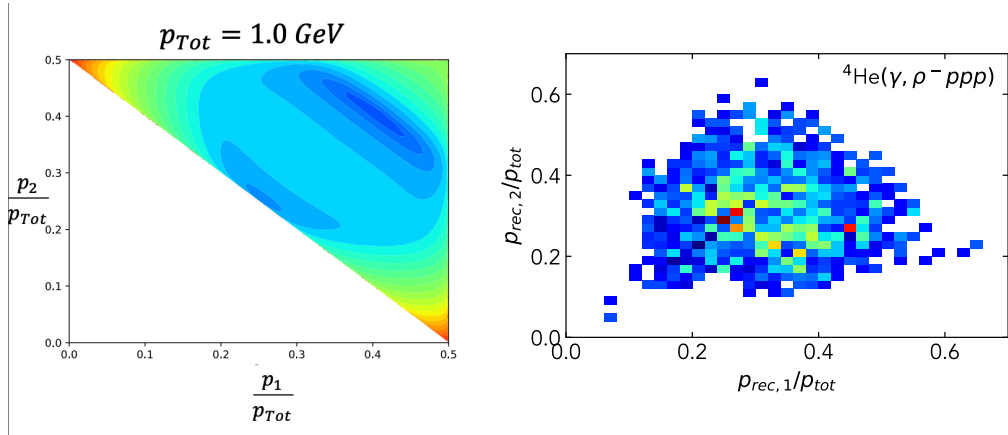 p_Tot = 1.0 GeV
0.5
0.4
0.3
0.2
0.1
0.0
p₂
p_Tot
0.0 0.1 0.2 0.3 0.4 0.5
p₁
p_Tot
⁴He(γ, ρ⁻ppp)
0.6
0.4
0.2
0.0
p_rec, 2/p_tot
0.0 0.2 0.4 0.6
p_rec, 1/p_tot